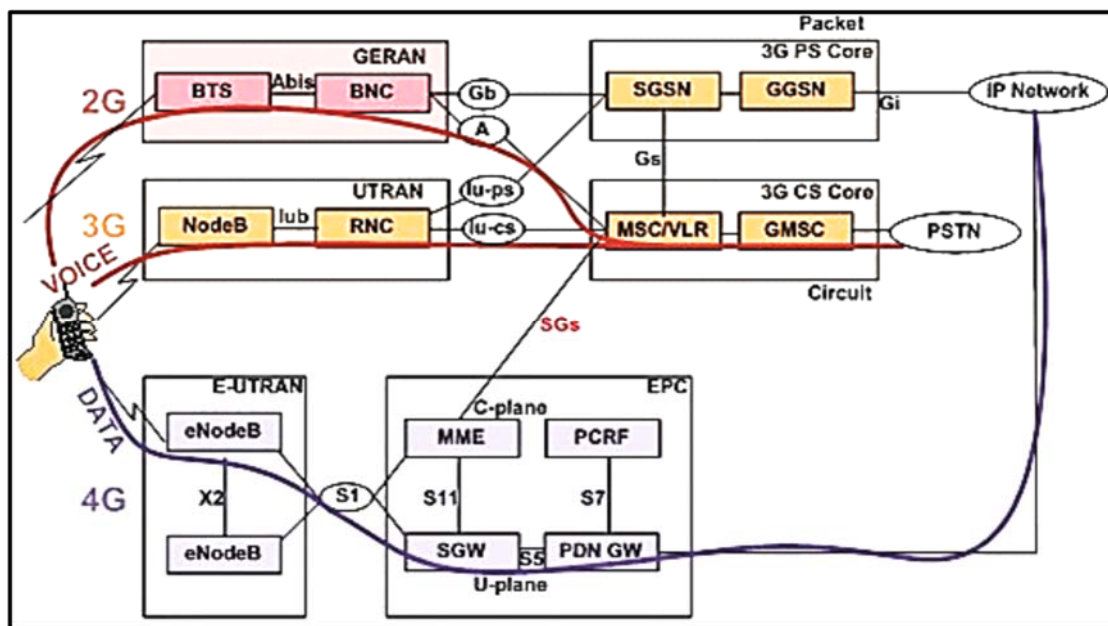 Packet
GERAN
3G PS Core
2G
BTS
Abis
BNC
Gb
SGSN
GGSN
Gi
IP Network
A
Gs
UTRAN
Iu-ps
3G CS Core
3G
NodeB
Iub
RNC
Iu-cs
MSC/VLR
GMSC
PSTN
VOICE
Circuit
SGs
E-UTRAN
EPC
DATA
C-plane
eNodeB
MME
PCRF
4G
X2
S1
S11
S7
eNodeB
SGW
S5
PDN GW
U-plane